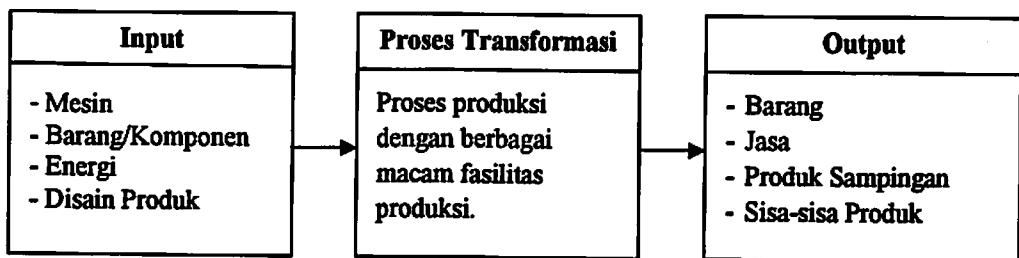 Input
- Mesin
- Barang/Komponen
- Energi
- Disain Produk
Proses Transformasi
Proses produksi
dengan berbagai
macam fasilitas
produksi.
Output
- Barang
- Jasa
- Produk Sampingan
- Sisa-sisa Produk